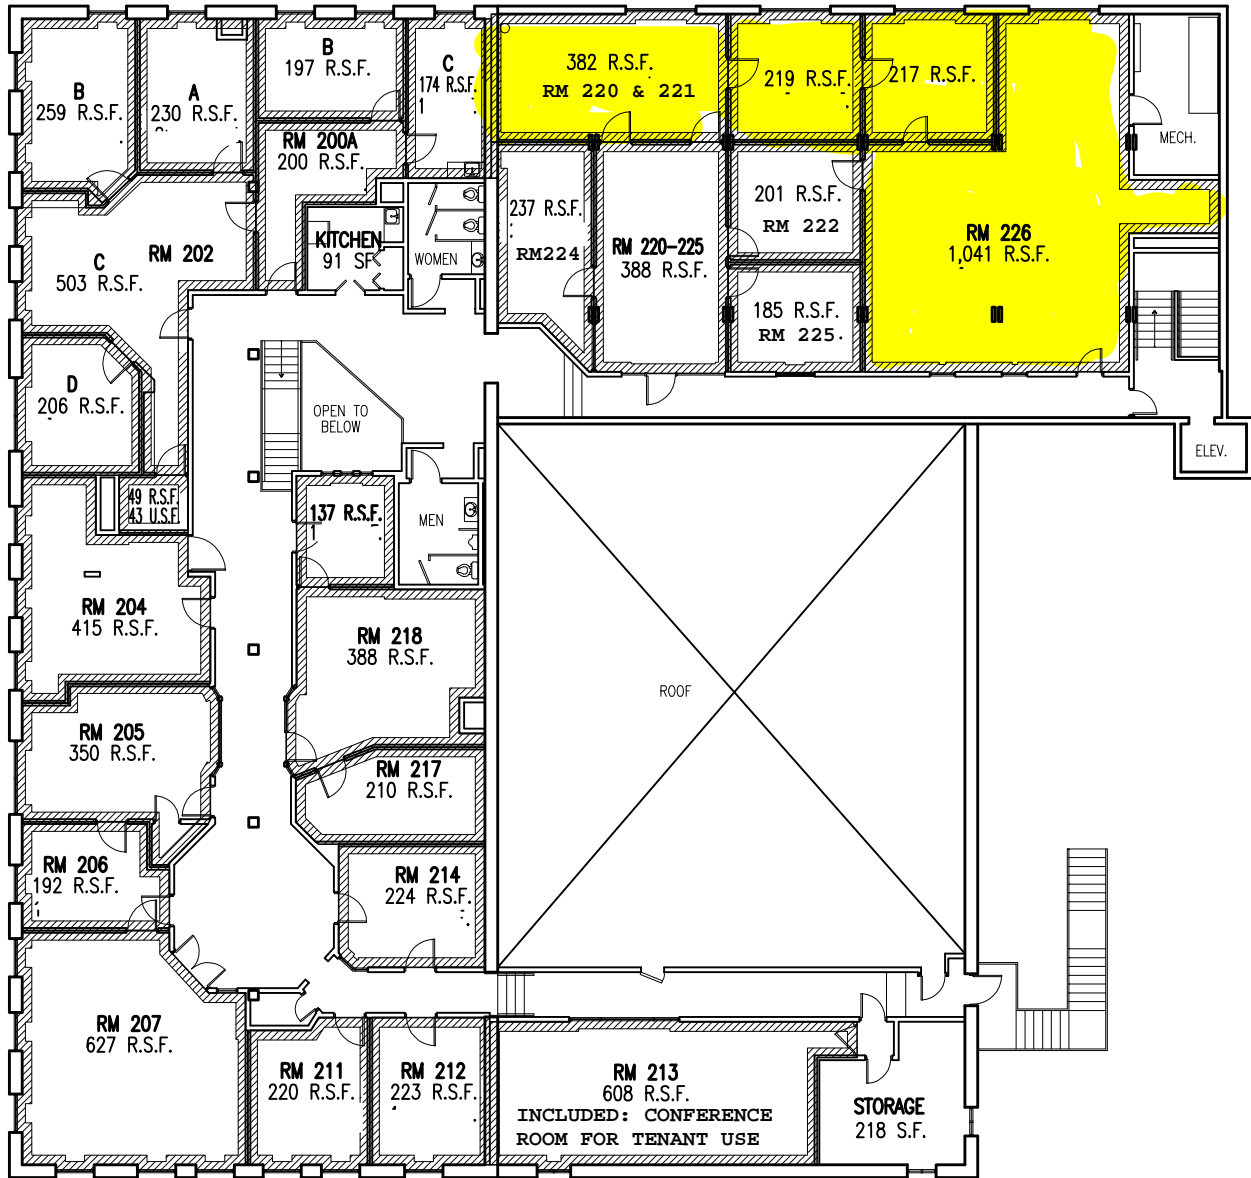 B
259 R.S.F.
A
230 R.S.F.
B
197 R.S.F.
C
174 R.S.F.
382 R.S.F.
RM 220 & 221
219 R.S.F.
217 R.S.F.
MECH.
RM 200A
200 R.S.F.
KITCHEN
91 SF
WOMEN
237 R.S.F.
RM224
RM 220-225
388 R.S.F.
201 R.S.F.
RM 222
185 R.S.F.
RM 225.
RM 226
1,041 R.S.F.
RM 202
C
503 R.S.F.
D
206 R.S.F.
OPEN TO
BELOW
ELEV.
49 R.S.F.
43 U.S.F.
137 R.S.F.
MEN
RM 204
415 R.S.F.
RM 218
388 R.S.F.
ROOF
RM 205
350 R.S.F.
RM 217
210 R.S.F.
RM 206
192 R.S.F.
RM 214
224 R.S.F.
RM 207
627 R.S.F.
RM 211
220 R.S.F.
RM 212
223 R.S.F.
RM 213
608 R.S.F.
INCLUDED: CONFERENCE
ROOM FOR TENANT USE
STORAGE
218 S.F.